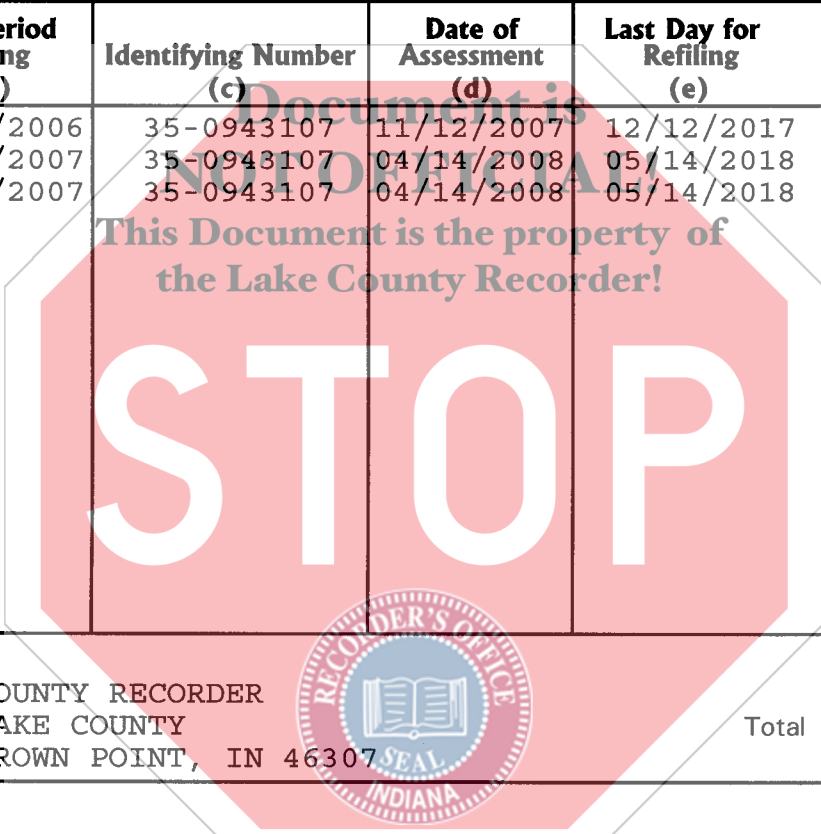 eriod Date of Last Day for
ng Identifying Number Assessment Refiling
) (c) (d) (e)
/2006 35-0943107 11/12/2007 12/12/2017
/2007 35-0943107 04/14/2008 05/14/2018
/2007 35-0943107 04/14/2008 05/14/2018
Document is
NOT OFFICIAL!
This Document is the property of
the Lake County Recorder!
STOP
OUNTY RECORDER
AKE COUNTY Total
ROWN POINT, IN 46307
RECORDER'S OFFICE
SEAL
INDIANA